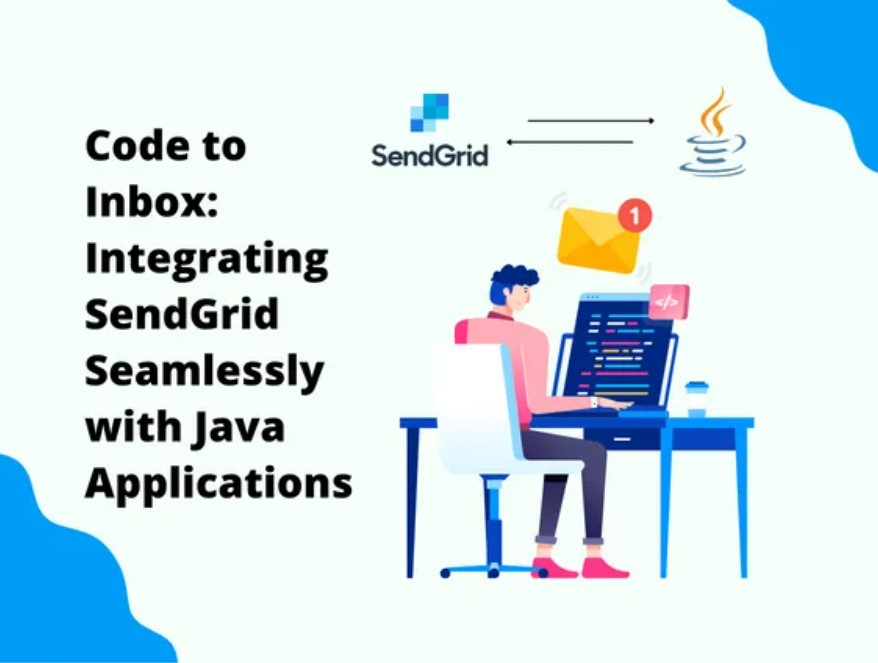 Code to
Inbox:
Integrating
SendGrid
Seamlessly
with Java
Applications
SendGrid
1
</>